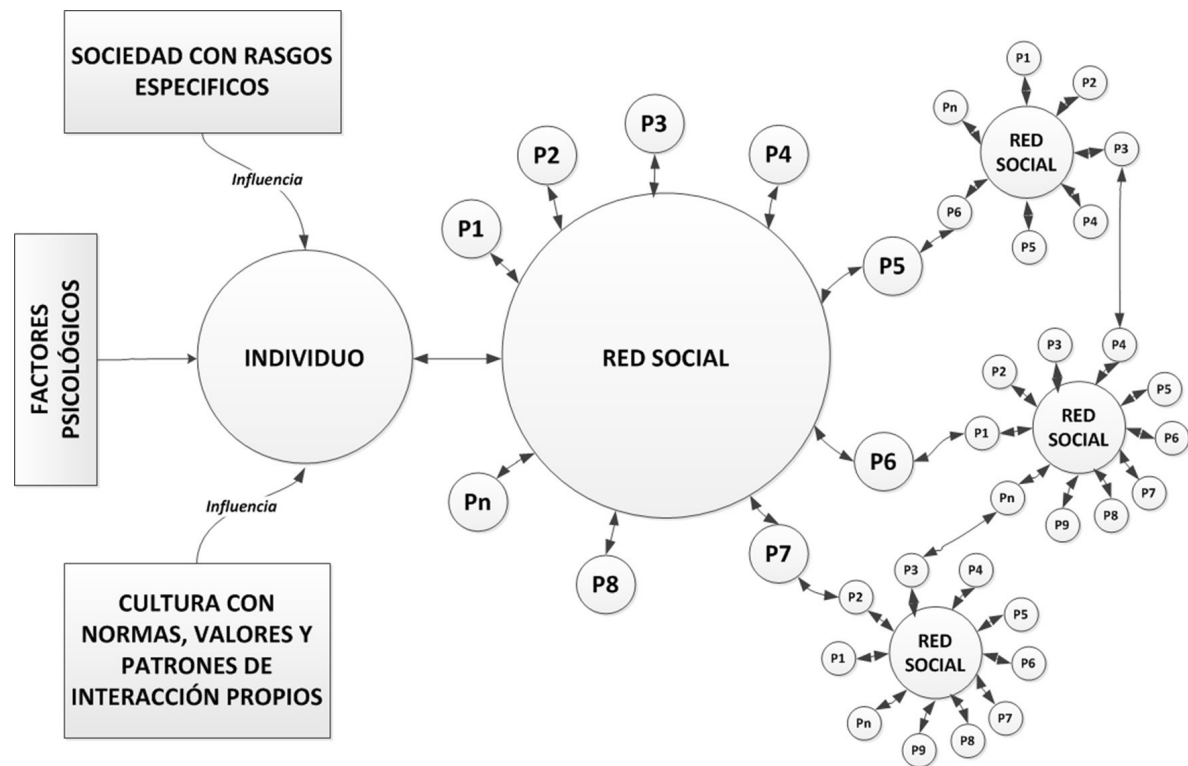 SOCIEDAD CON RASGOS
ESPECIFICOS
Influencia
FACTORES
PSICOLÓGICOS
INDIVIDUO
Influencia
CULTURA CON
NORMAS, VALORES Y
PATRONES DE
INTERACCIÓN PROPIOS
RED SOCIAL
P1
P2
P3
P4
P5
P6
P7
P8
Pn
RED
SOCIAL
P1
P2
P3
P4
P5
P6
Pn
RED
SOCIAL
P1
P2
P3
P4
P5
P6
P7
P8
P9
Pn
RED
SOCIAL
P1
P2
P3
P4
P5
P6
P7
P8
P9
Pn